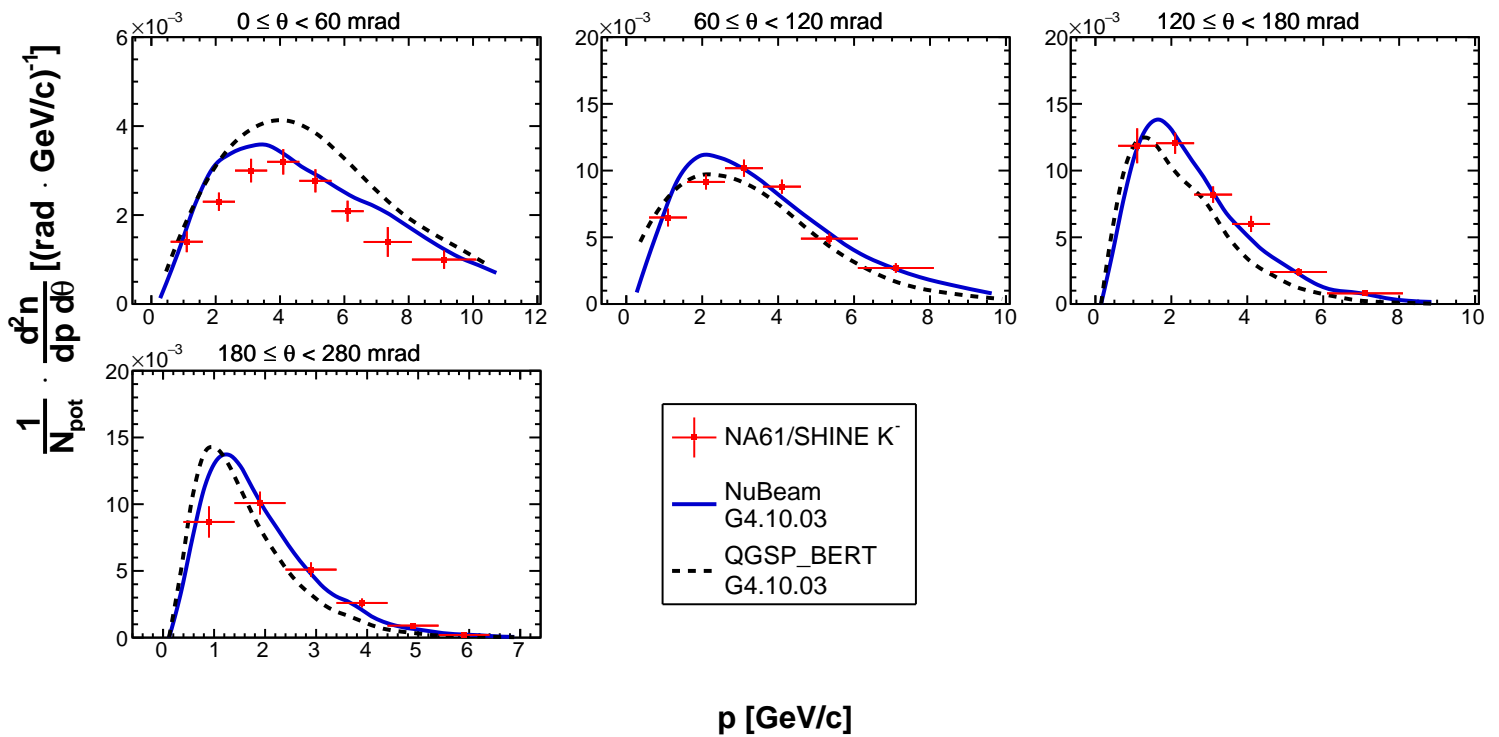 1/N_pot · d²n/dp dθ [(rad · GeV/c)⁻¹]
×10⁻³
0 ≤ θ < 60 mrad
6
4
2
0
0 2 4 6 8 10 12
×10⁻³
60 ≤ θ < 120 mrad
20
15
10
5
0
0 2 4 6 8 10
×10⁻³
120 ≤ θ < 180 mrad
20
15
10
5
0
0 2 4 6 8 10
×10⁻³
180 ≤ θ < 280 mrad
20
15
10
5
0
0 1 2 3 4 5 6 7
NA61/SHINE K⁻
NuBeam
G4.10.03
QGSP_BERT
G4.10.03
p [GeV/c]